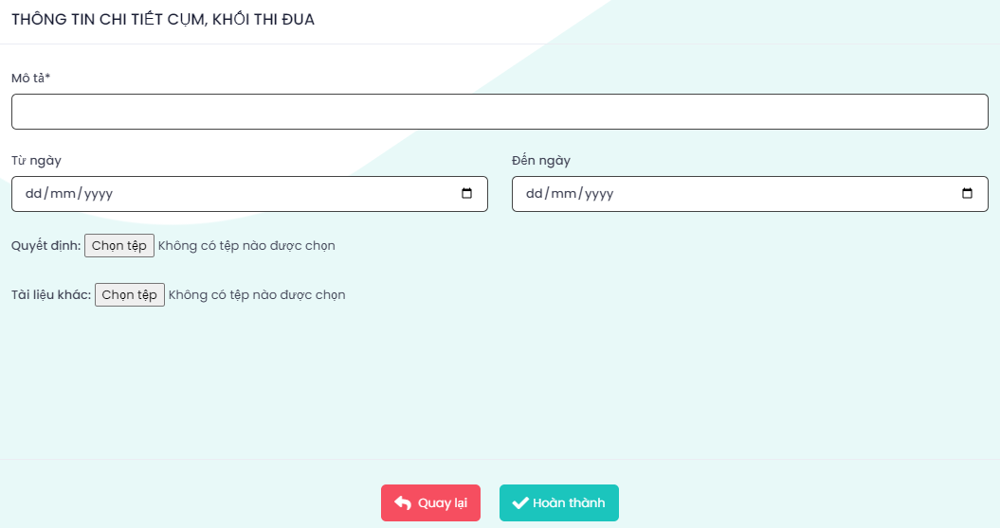 THÔNG TIN CHI TIẾT CỤM, KHỐI THI ĐUA
Mô tả*
Từ ngày
Đến ngày
dd/mm/yyyy
dd/mm/yyyy
Quyết định: Chọn tệp Không có tệp nào được chọn
Tài liệu khác: Chọn tệp Không có tệp nào được chọn
Quay lại
Hoàn thành